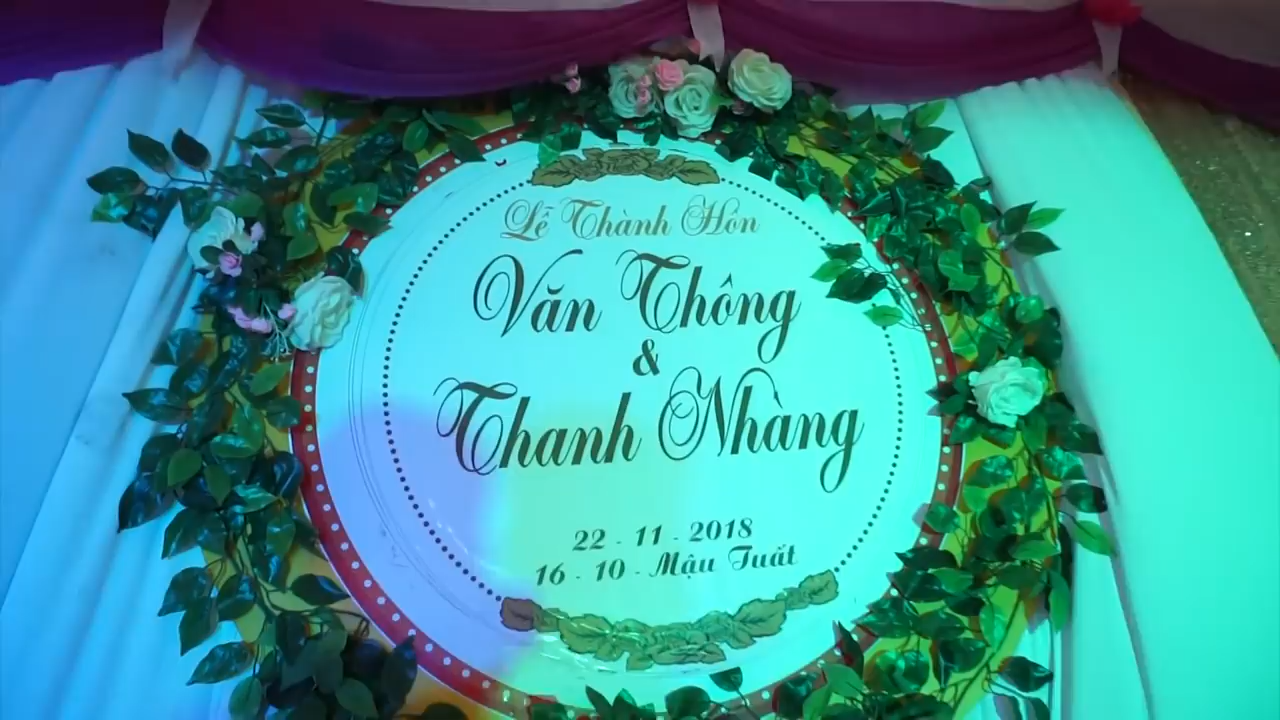 Lễ Thành Hôn
Văn Thông
&
Thanh Nhàng
22 - 11 - 2018
16 - 10 - Mậu Tuất